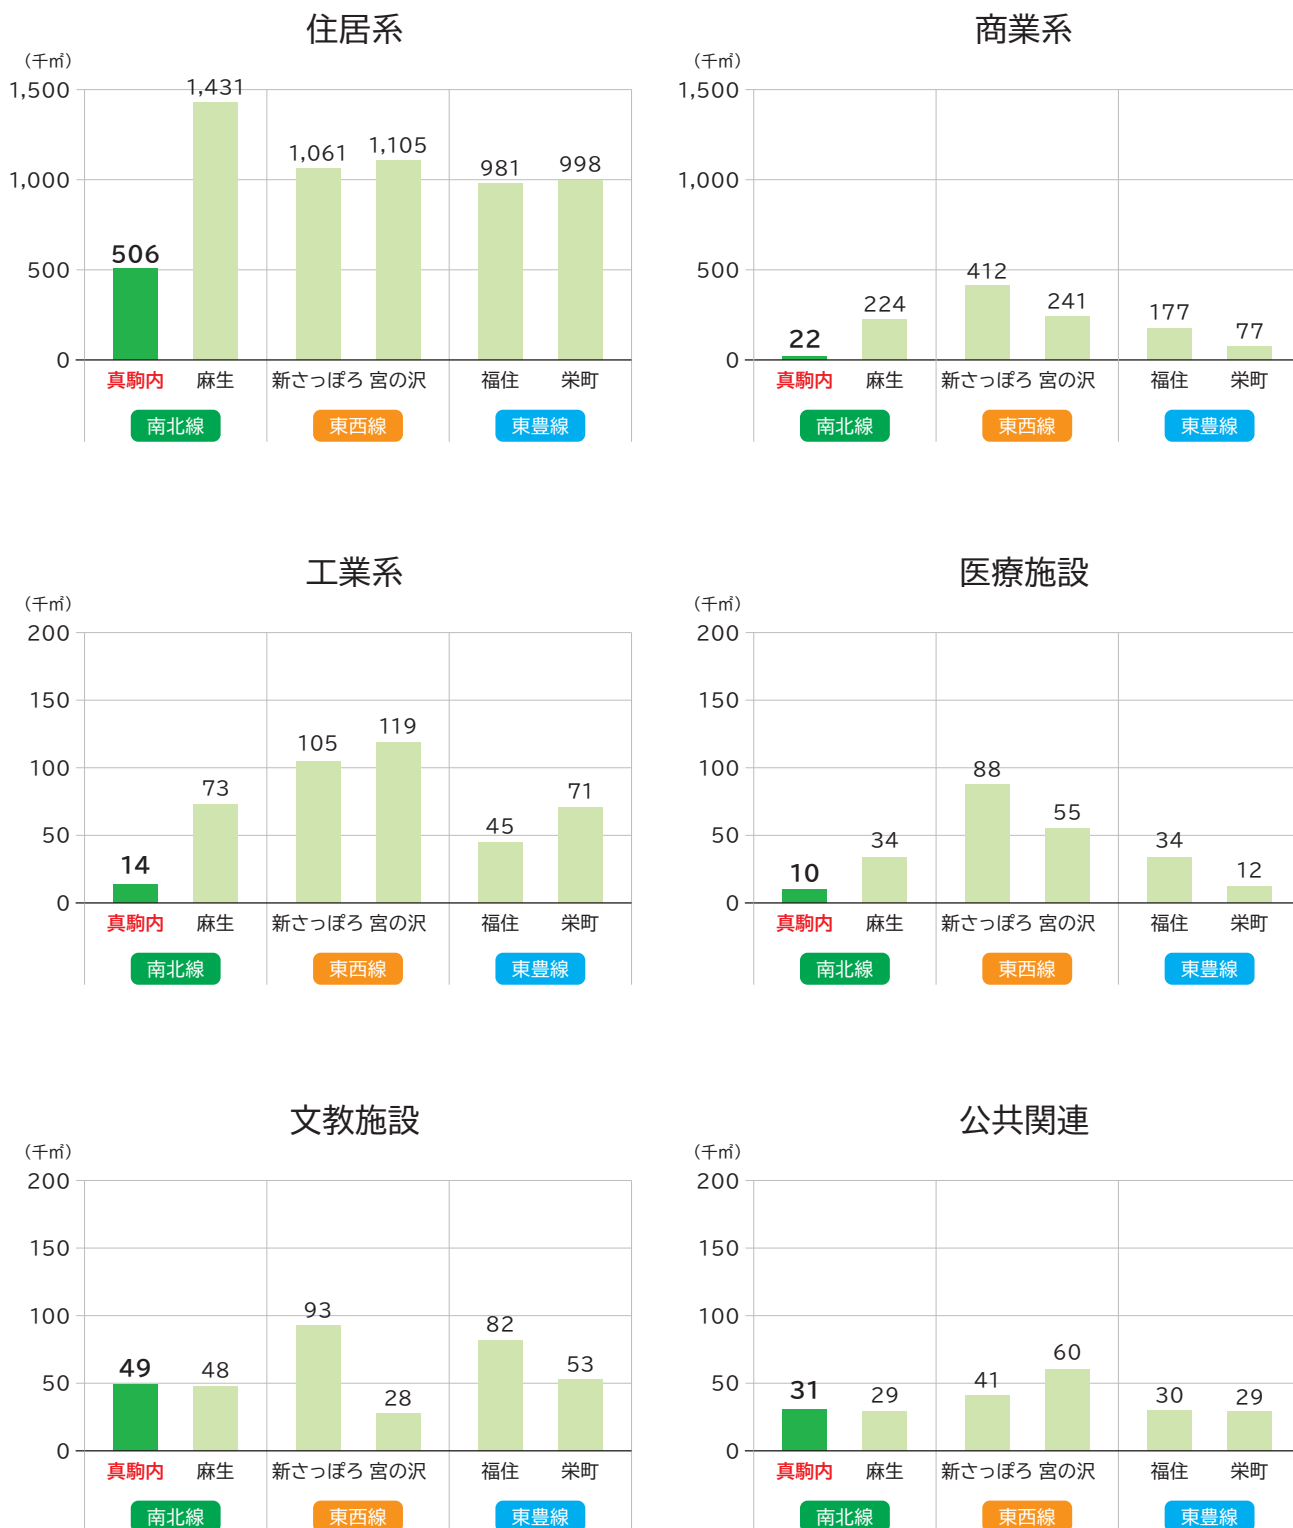 住居系
（千㎡）
1,500
1,000
500
0
506
1,431
1,061
1,105
981
998
真駒内 麻生 新さっぽろ 宮の沢 福住 栄町
南北線 東西線 東豊線
商業系
（千㎡）
1,500
1,000
500
0
22
224
412
241
177
77
真駒内 麻生 新さっぽろ 宮の沢 福住 栄町
南北線 東西線 東豊線
工業系
（千㎡）
200
150
100
50
0
14
73
105
119
45
71
真駒内 麻生 新さっぽろ 宮の沢 福住 栄町
南北線 東西線 東豊線
医療施設
（千㎡）
200
150
100
50
0
10
34
88
55
34
12
真駒内 麻生 新さっぽろ 宮の沢 福住 栄町
南北線 東西線 東豊線
文教施設
（千㎡）
200
150
100
50
0
49
48
93
28
82
53
真駒内 麻生 新さっぽろ 宮の沢 福住 栄町
南北線 東西線 東豊線
公共関連
（千㎡）
200
150
100
50
0
31
29
41
60
30
29
真駒内 麻生 新さっぽろ 宮の沢 福住 栄町
南北線 東西線 東豊線